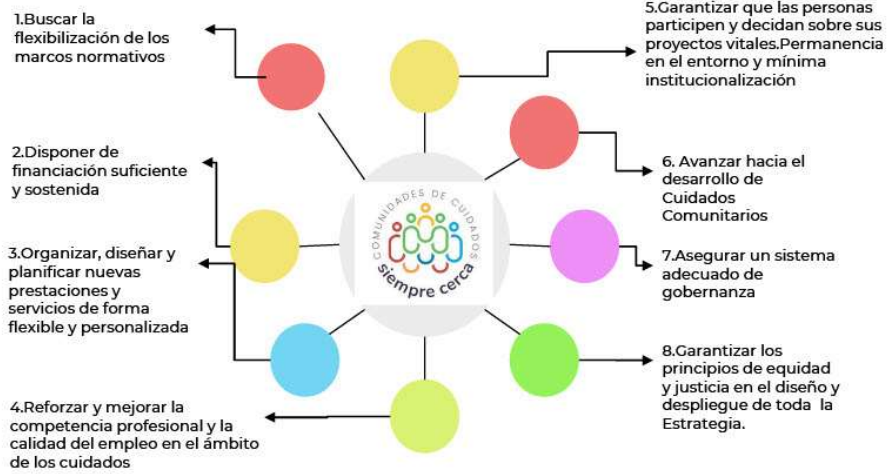 1.Buscar la
flexibilización de los
marcos normativos
2.Disponer de
financiación suficiente
y sostenida
3.Organizar, diseñar y
planificar nuevas
prestaciones y
servicios de forma
flexible y personalizada
4.Reforzar y mejorar la
competencia profesional y la
calidad del empleo en el ámbito
de los cuidados
COMUNIDADES DE CUIDADOS
siempre cerca
5.Garantizar que las personas
participen y decidan sobre sus
proyectos vitales.Permanencia
en el entorno y mínima
institucionalización
6. Avanzar hacia el
desarrollo de
Cuidados
Comunitarios
7.Asegurar un sistema
adecuado de
gobernanza
8.Garantizar los
principios de equidad
y justicia en el diseño y
despliegue de toda la
Estrategia.